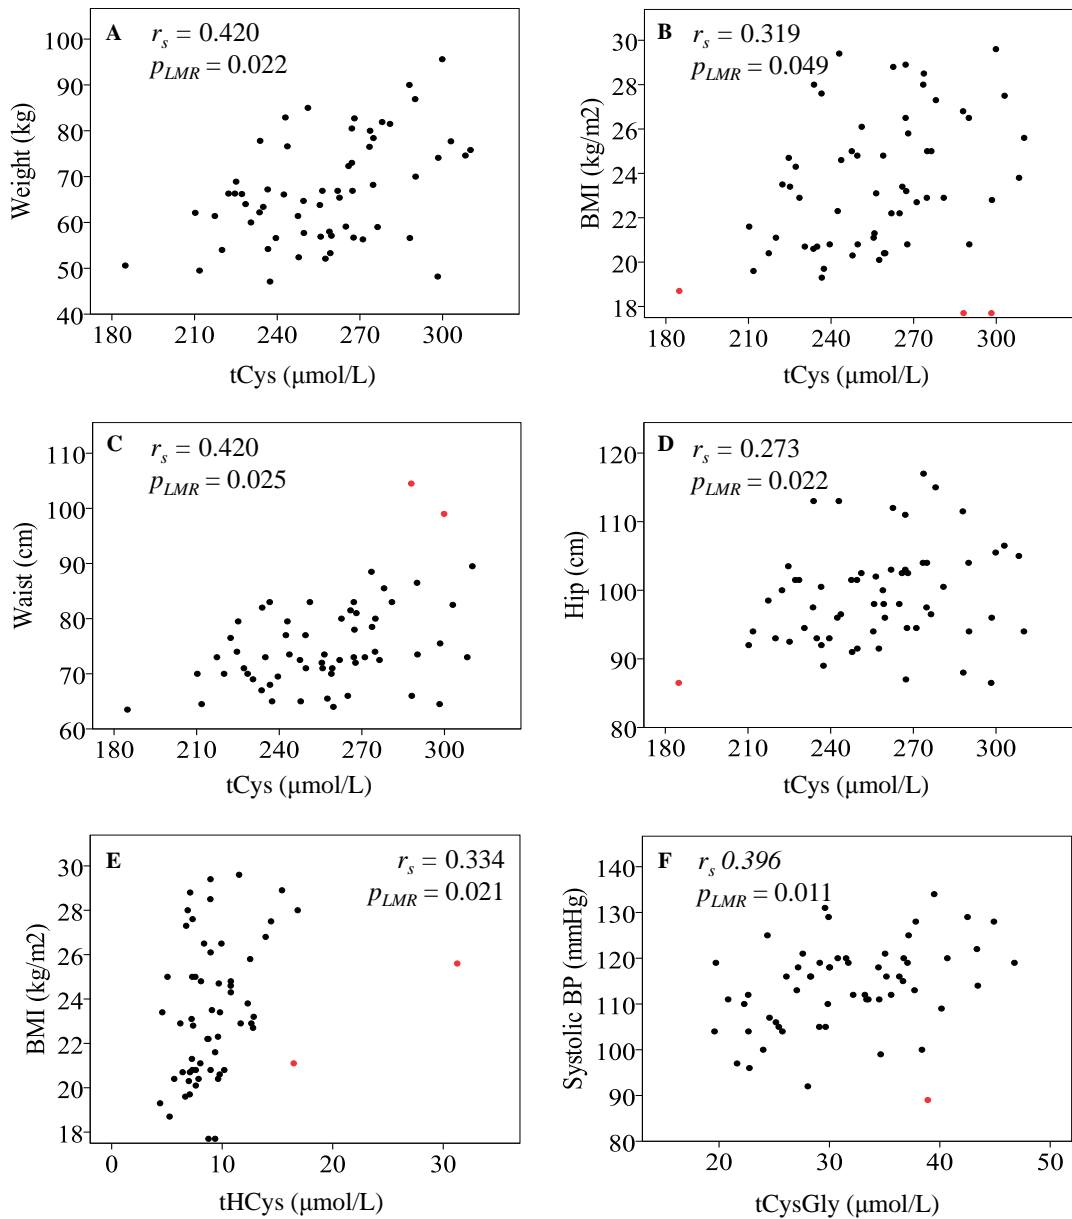 A
r_s = 0.420
p_LMR = 0.022
Weight (kg)
100
90
80
70
60
50
40
180
210
240
270
300
tCys (μmol/L)
B
r_s = 0.319
p_LMR = 0.049
BMI (kg/m2)
30
28
26
24
22
20
18
180
210
240
270
300
tCys (μmol/L)
C
r_s = 0.420
p_LMR = 0.025
Waist (cm)
110
100
90
80
70
60
180
210
240
270
300
tCys (μmol/L)
D
r_s = 0.273
p_LMR = 0.022
Hip (cm)
120
100
90
80
180
210
240
270
300
tCys (μmol/L)
E
r_s = 0.334
p_LMR = 0.021
BMI (kg/m2)
30
28
26
24
22
20
18
0
10
20
30
tHCys (μmol/L)
F
r_s 0.396
p_LMR = 0.011
Systolic BP (mmHg)
140
130
120
110
100
90
80
20
30
40
50
tCysGly (μmol/L)